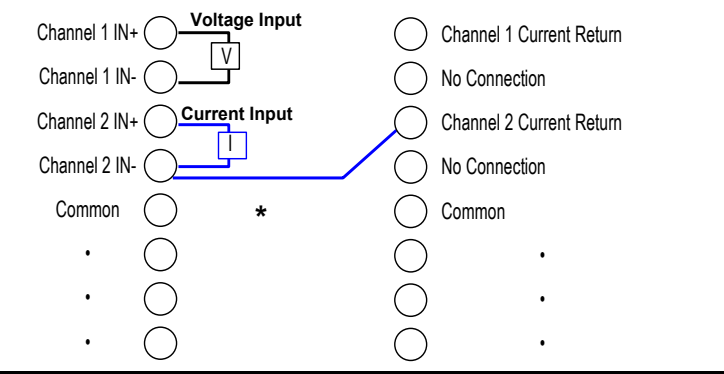 Voltage Input
Channel 1 IN+
V
Channel 1 IN-
Channel 2 IN+
Current Input
I
Channel 2 IN-
Common
*
•
•
•
Channel 1 Current Return
No Connection
Channel 2 Current Return
No Connection
Common
•
•
•